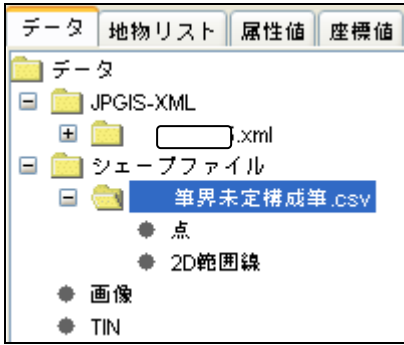 データ 地物リスト 属性値 座標値
データ
JPGIS-XML
.xml
シェープファイル
筆界未定構成筆.csv
点
2D範囲線
画像
TIN